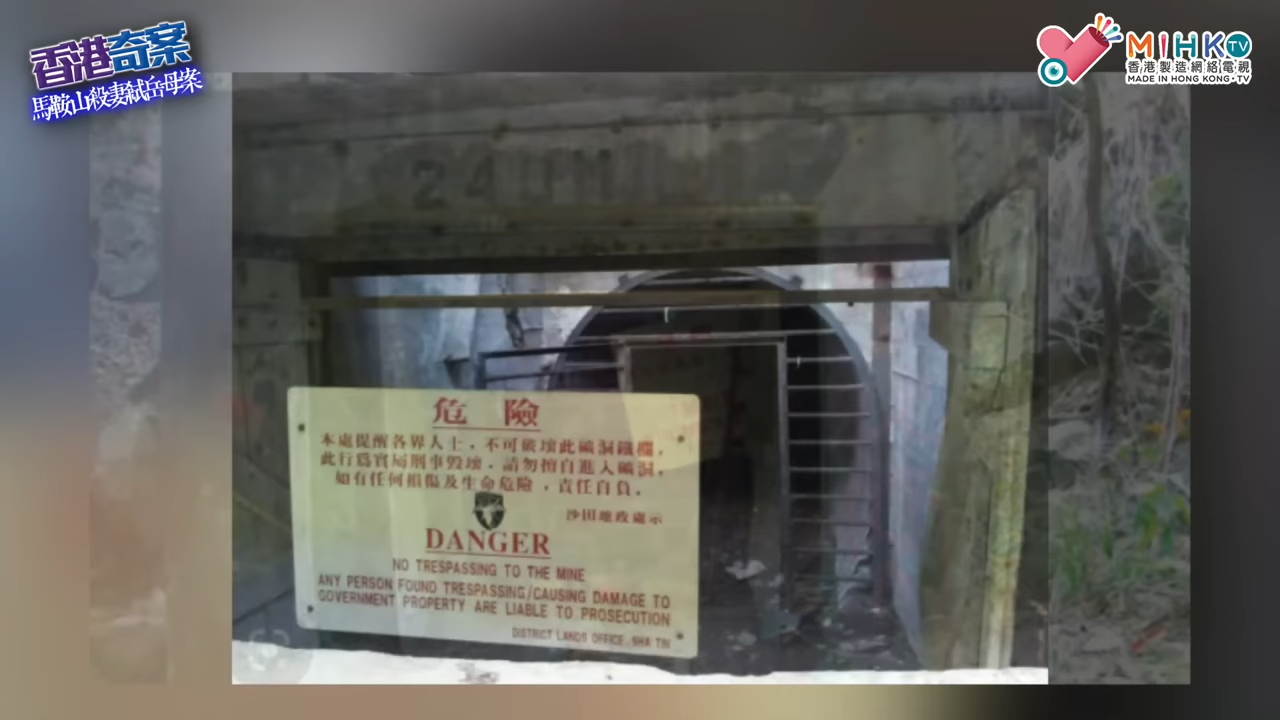 香港奇案
馬鞍山殺妻弒岳母案
MIHK TV
香港製造網絡電視
MADE IN HONG KONG・TV
240M
危 險
本處提醒各界人士，不可破壞此礦洞鐵欄，
此行為實屬刑事毀壞，請勿擅自進入礦洞，
如有任何損傷及生命危險，責任自負。
沙田地政處示
DANGER
NO TRESPASSING TO THE MINE
ANY PERSON FOUND TRESPASSING/CAUSING DAMAGE TO
GOVERNMENT PROPERTY ARE LIABLE TO PROSECUTION
DISTRICT LANDS OFFICE, SHA TIN